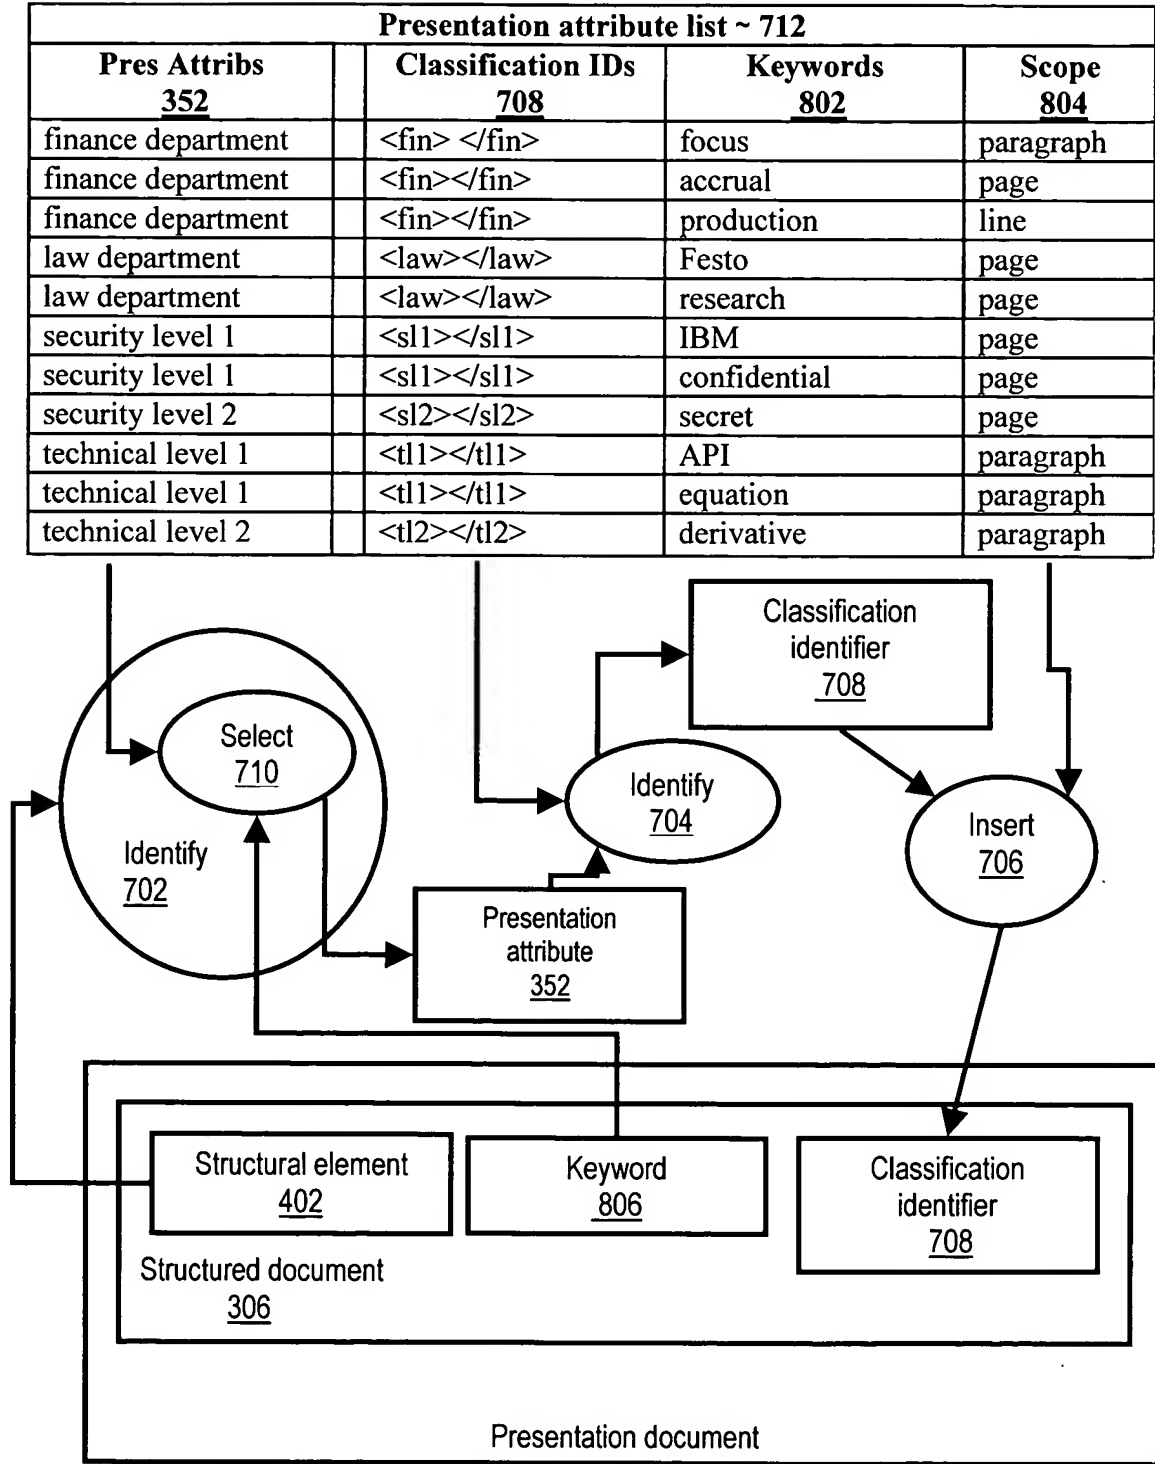 Presentation attribute list ~ 712
Pres Attribs Classification IDs Keywords Scope
352 708 802 804
finance department <fin> </fin> focus paragraph
finance department <fin></fin> accrual page
finance department <fin></fin> production line
law department <law></law> Festo page
law department <law></law> research page
security level 1 <sl1></sl1> IBM page
security level 1 <sl1></sl1> confidential page
security level 2 <sl2></sl2> secret page
technical level 1 <tl1></tl1> API paragraph
technical level 1 <tl1></tl1> equation paragraph
technical level 2 <tl2></tl2> derivative paragraph
Classification
identifier
708
Select
710
Identify
704
Insert
706
Identify
702
Presentation
attribute
352
Structural element
402
Keyword
806
Classification
identifier
708
Structured document
306
Presentation document